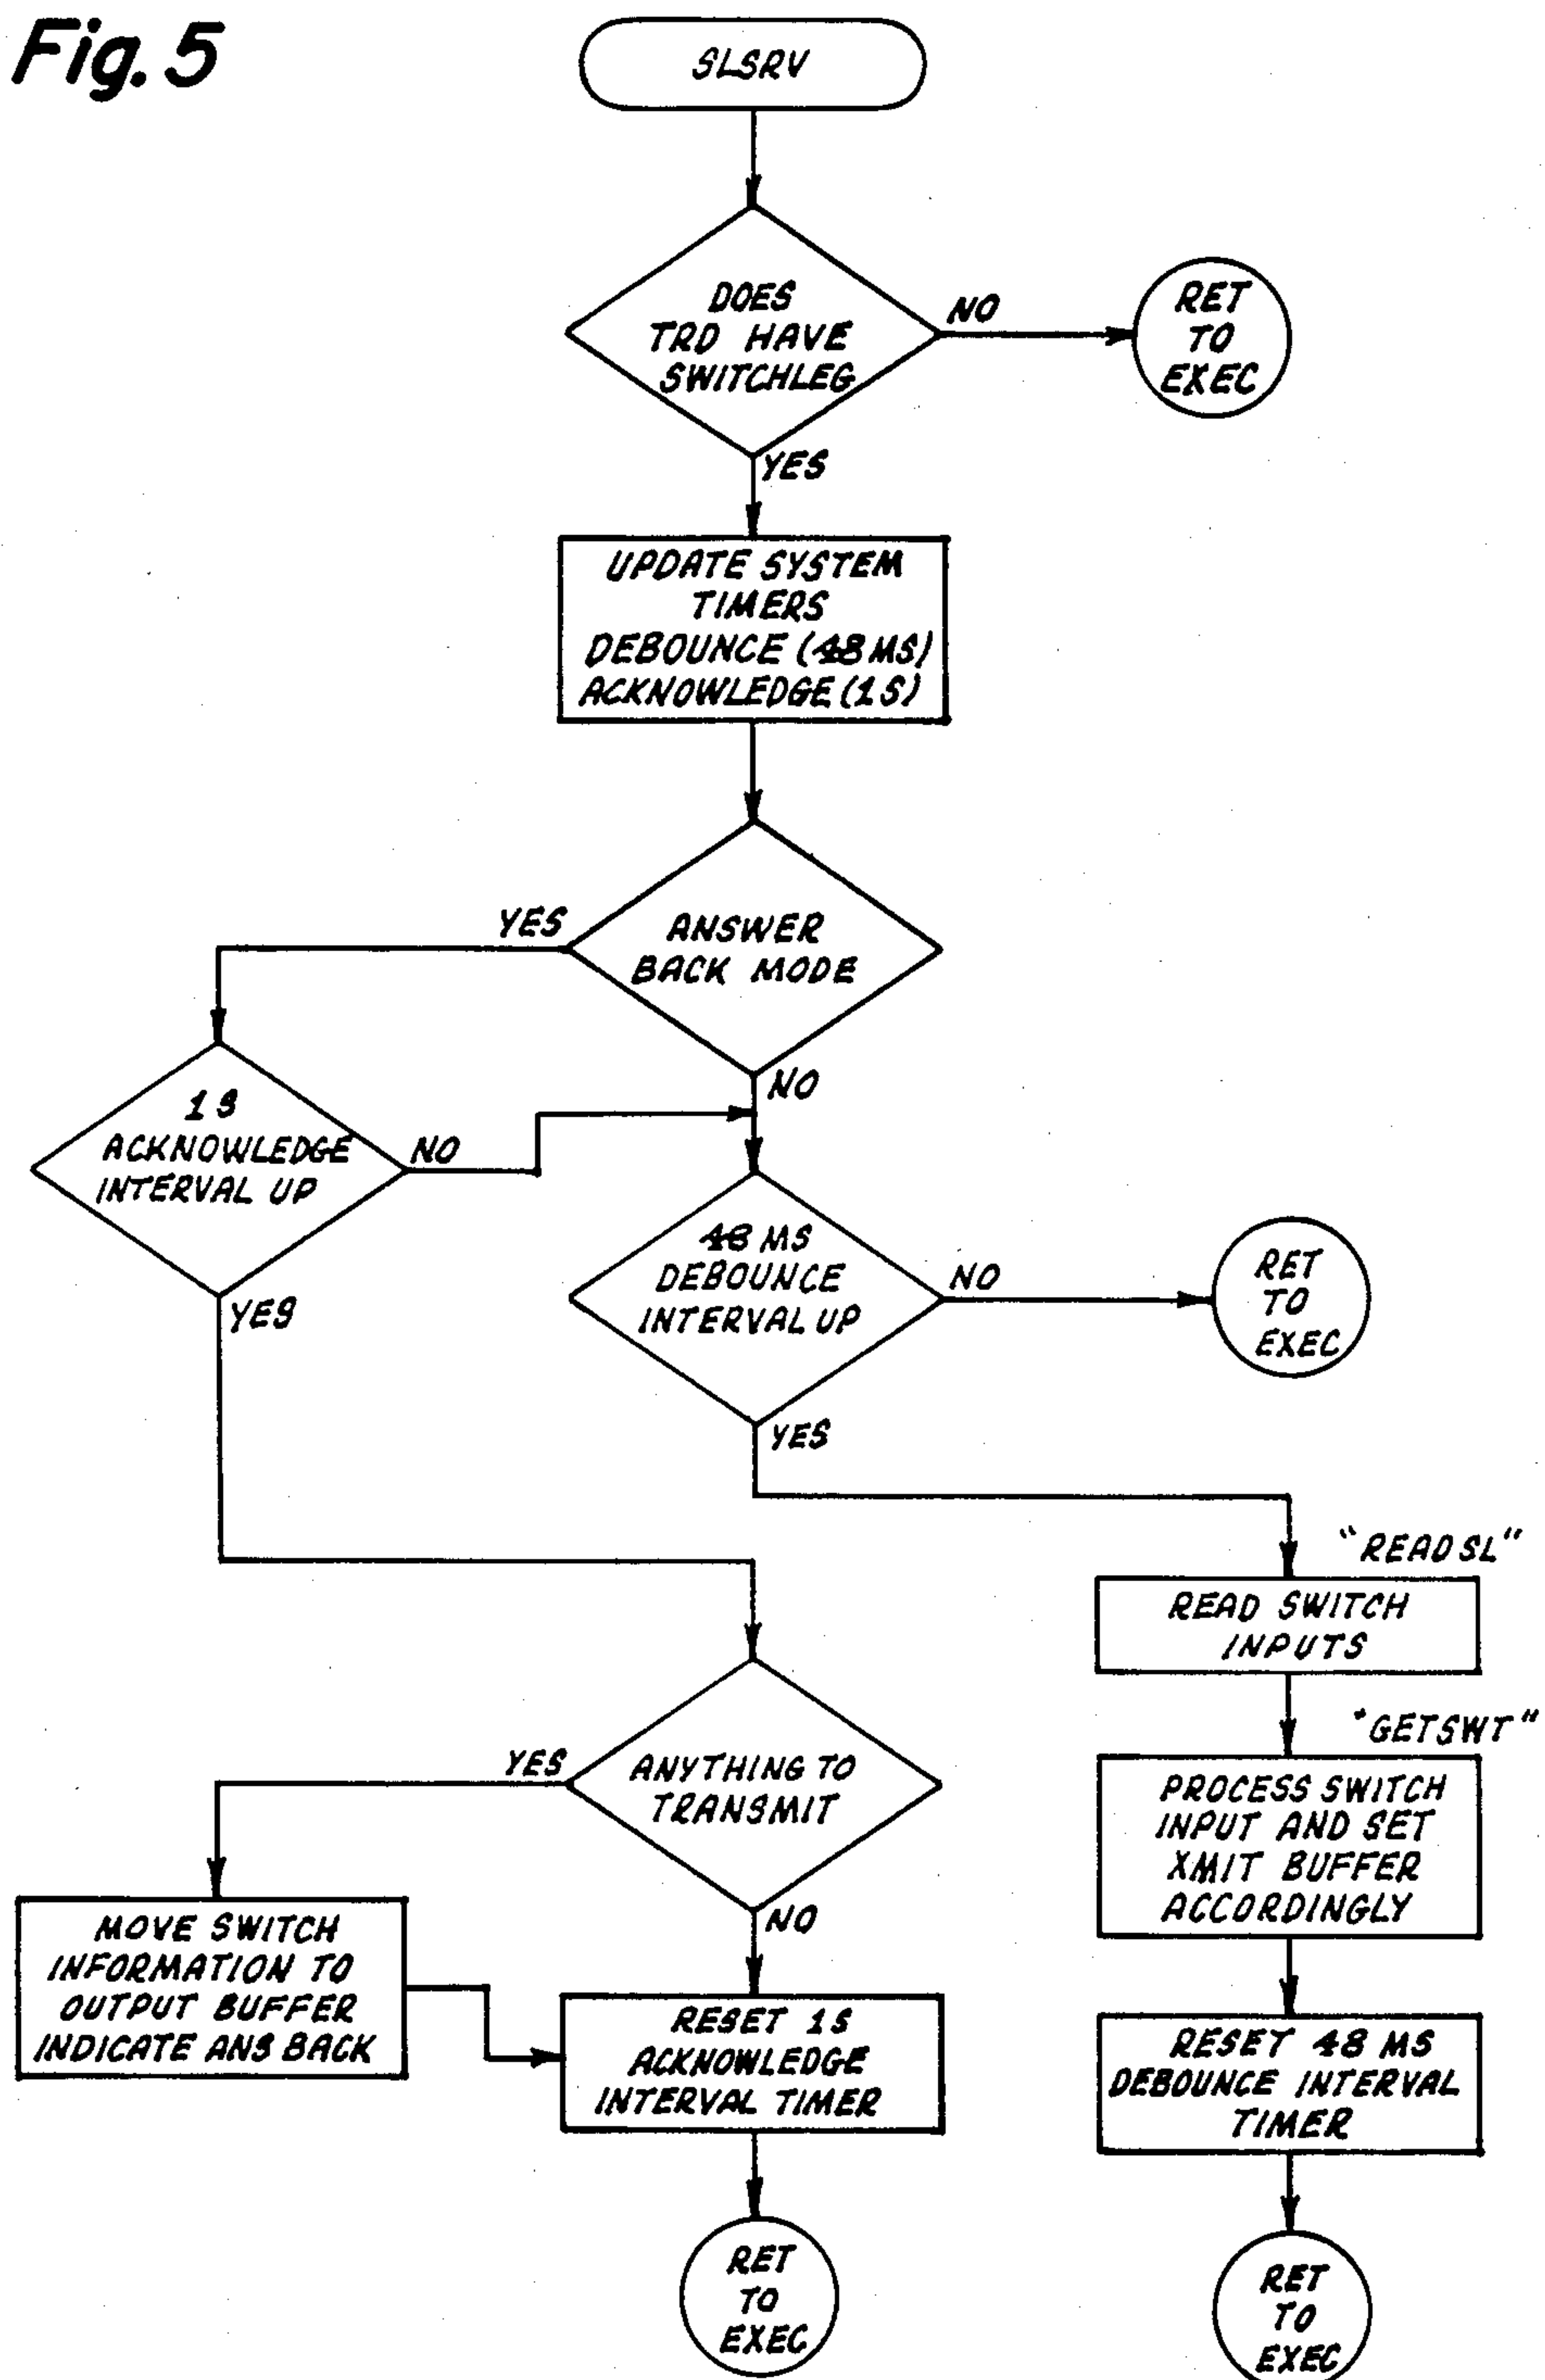 Fig. 5
SLSRV
DOES
TRD HAVE
SWITCHLEG
NO
RET
TO
EXEC
YES
UPDATE SYSTEM
TIMERS
DEBOUNCE (48 MS)
ACKNOWLEDGE (1 S)
YES
ANSWER
BACK MODE
NO
1 S
ACKNOWLEDGE
INTERVAL UP
NO
YES
48 MS
DEBOUNCE
INTERVAL UP
NO
RET
TO
EXEC
YES
"READSL"
READ SWITCH
INPUTS
"GETSWT"
PROCESS SWITCH
INPUT AND SET
XMIT BUFFER
ACCORDINGLY
YES
ANYTHING TO
TRANSMIT
NO
MOVE SWITCH
INFORMATION TO
OUTPUT BUFFER
INDICATE ANS BACK
RESET 1S
ACKNOWLEDGE
INTERVAL TIMER
RESET 48 MS
DEBOUNCE INTERVAL
TIMER
RET
TO
EXEC
RET
TO
EXEC